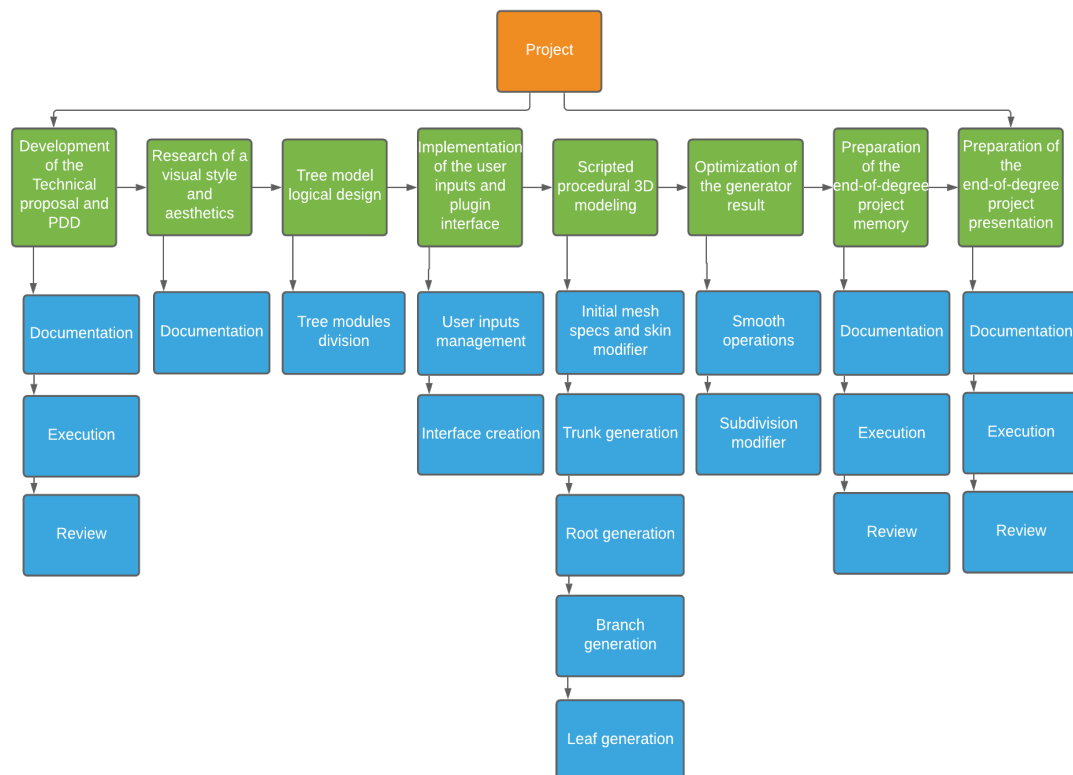 Project
Development
of the
Technical
proposal and
PDD
Research of a
visual style
and
aesthetics
Tree model
logical design
Implementation
of the user
inputs and
plugin
interface
Scripted
procedural 3D
modeling
Optimization of
the generator
result
Preparation
of the
end-of-degree
project
memory
Preparation of
the
end-of-degree
project
presentation
Documentation
Execution
Review
Documentation
Tree modules
division
User inputs
management
Interface creation
Initial mesh
specs and skin
modifier
Trunk generation
Root generation
Branch
generation
Leaf generation
Smooth
operations
Subdivision
modifier
Documentation
Execution
Review
Documentation
Execution
Review